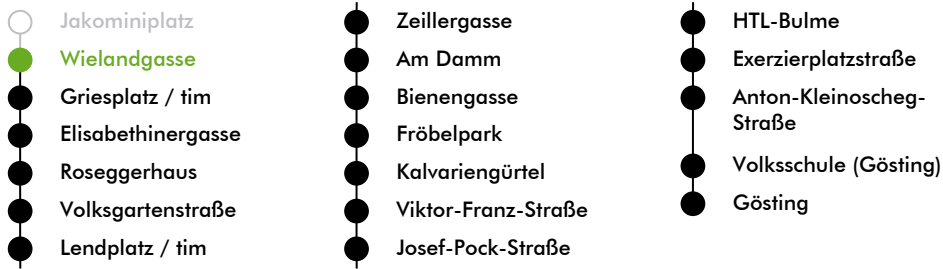 Jakominiplatz
Wielandgasse
Griesplatz / tim
Elisabethinergasse
Roseggerhaus
Volksgartenstraße
Lendplatz / tim
Zeillergasse
Am Damm
Bienengasse
Fröbelpark
Kalvariengürtel
Viktor-Franz-Straße
Josef-Pock-Straße
HTL-Bulme
Exerzierplatzstraße
Anton-Kleinoscheg-
Straße
Volksschule (Gösting)
Gösting